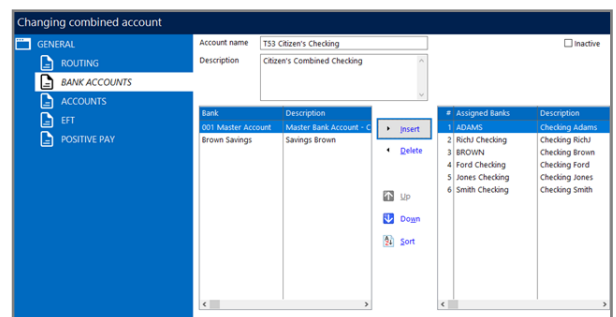 Changing combined account
GENERAL
ROUTING
BANK ACCOUNTS
ACCOUNTS
EFT
POSITIVE PAY
Account name T53 Citizen's Checking Inactive
Description Citizen's Combined Checking
Bank Description
001 Master Account Master Bank Account - C
Brown Savings Savings Brown
Insert
Delete
Up
Down
Sort
# Assigned Banks Description
1 ADAMS Checking Adams
2 RichJ Checking Checking RichJ
3 BROWN Checking Brown
4 Ford Checking Checking Ford
5 Jones Checking Checking Jones
6 Smith Checking Checking Smith